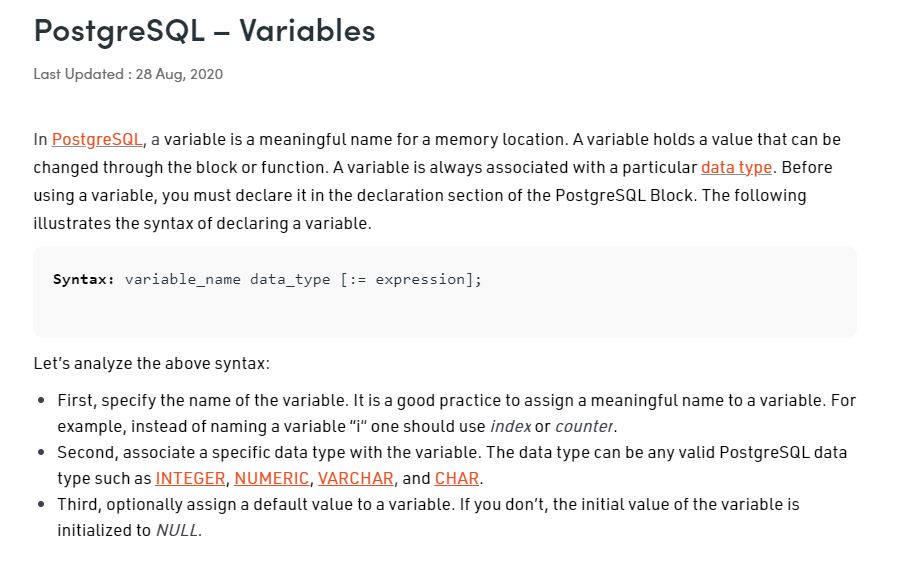 PostgreSQL – Variables
Last Updated : 28 Aug, 2020
In PostgreSQL, a variable is a meaningful name for a memory location. A variable holds a value that can be
changed through the block or function. A variable is always associated with a particular data type. Before
using a variable, you must declare it in the declaration section of the PostgreSQL Block. The following
illustrates the syntax of declaring a variable.
Syntax: variable_name data_type [:= expression];
Let’s analyze the above syntax:
• First, specify the name of the variable. It is a good practice to assign a meaningful name to a variable. For
example, instead of naming a variable “i“ one should use index or counter.
• Second, associate a specific data type with the variable. The data type can be any valid PostgreSQL data
type such as INTEGER, NUMERIC, VARCHAR, and CHAR.
• Third, optionally assign a default value to a variable. If you don’t, the initial value of the variable is
initialized to NULL.